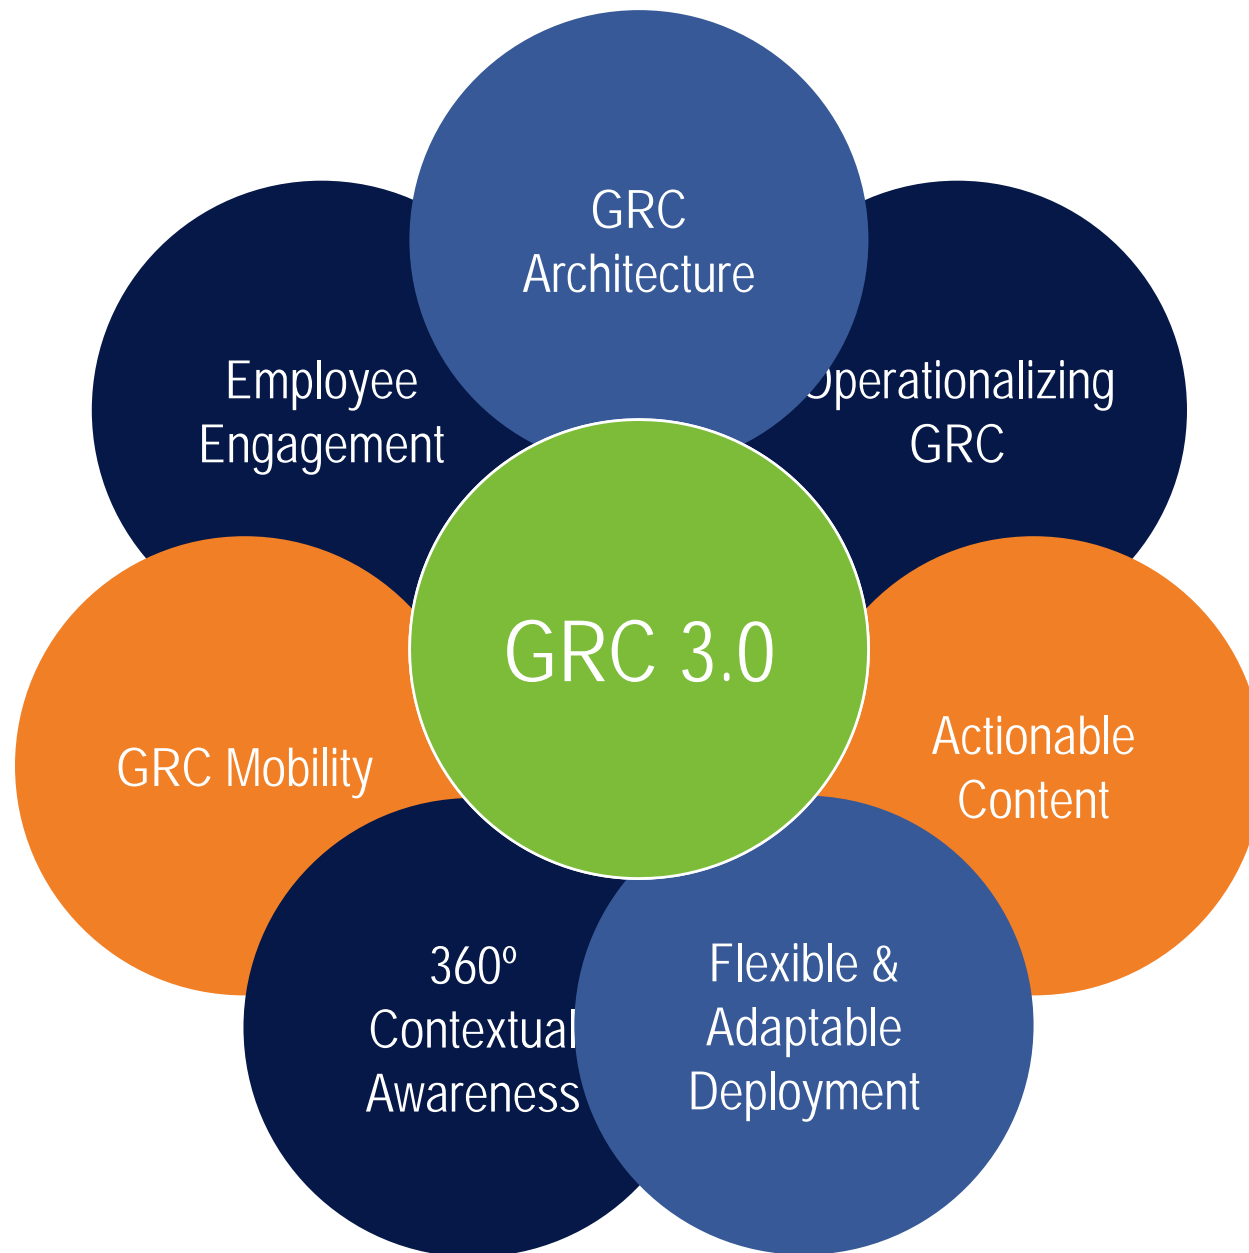 GRC
Architecture
Operationalizing
GRC
Actionable
Content
Flexible &
Adaptable
Deployment
360º
Contextual
Awareness
GRC Mobility
Employee
Engagement
GRC 3.0